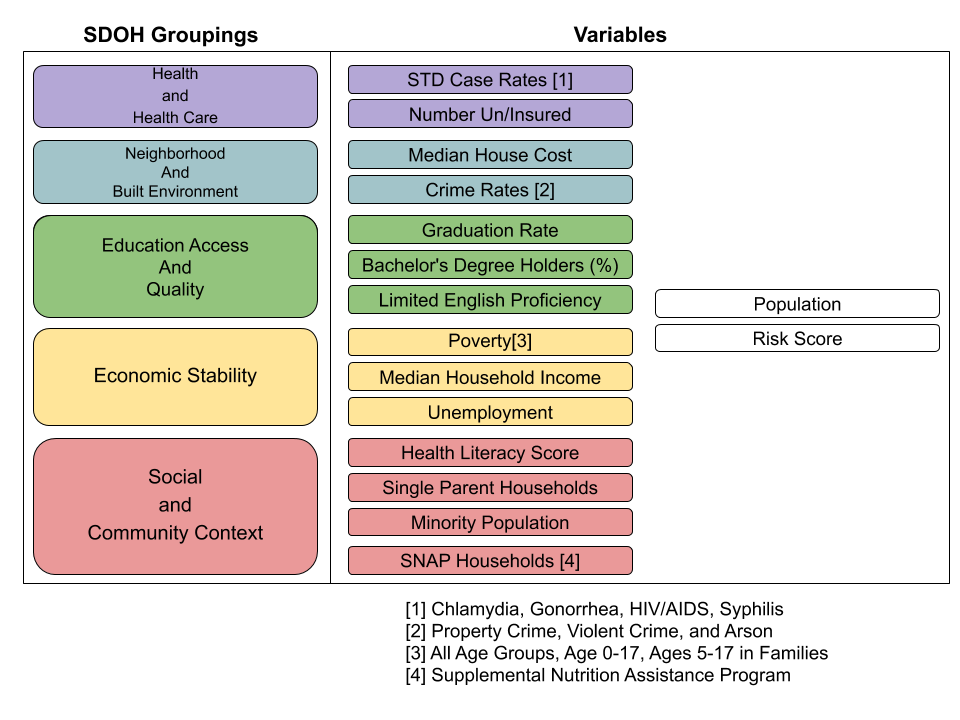 SDOH Groupings
Variables
Health
and
Health Care
STD Case Rates [1]
Number Un/Insured
Neighborhood
And
Built Environment
Median House Cost
Crime Rates [2]
Education Access
And
Quality
Graduation Rate
Bachelor's Degree Holders (%)
Limited English Proficiency
Economic Stability
Poverty[3]
Median Household Income
Unemployment
Social
and
Community Context
Health Literacy Score
Single Parent Households
Minority Population
SNAP Households [4]
Population
Risk Score
[1] Chlamydia, Gonorrhea, HIV/AIDS, Syphilis
[2] Property Crime, Violent Crime, and Arson
[3] All Age Groups, Age 0-17, Ages 5-17 in Families
[4] Supplemental Nutrition Assistance Program